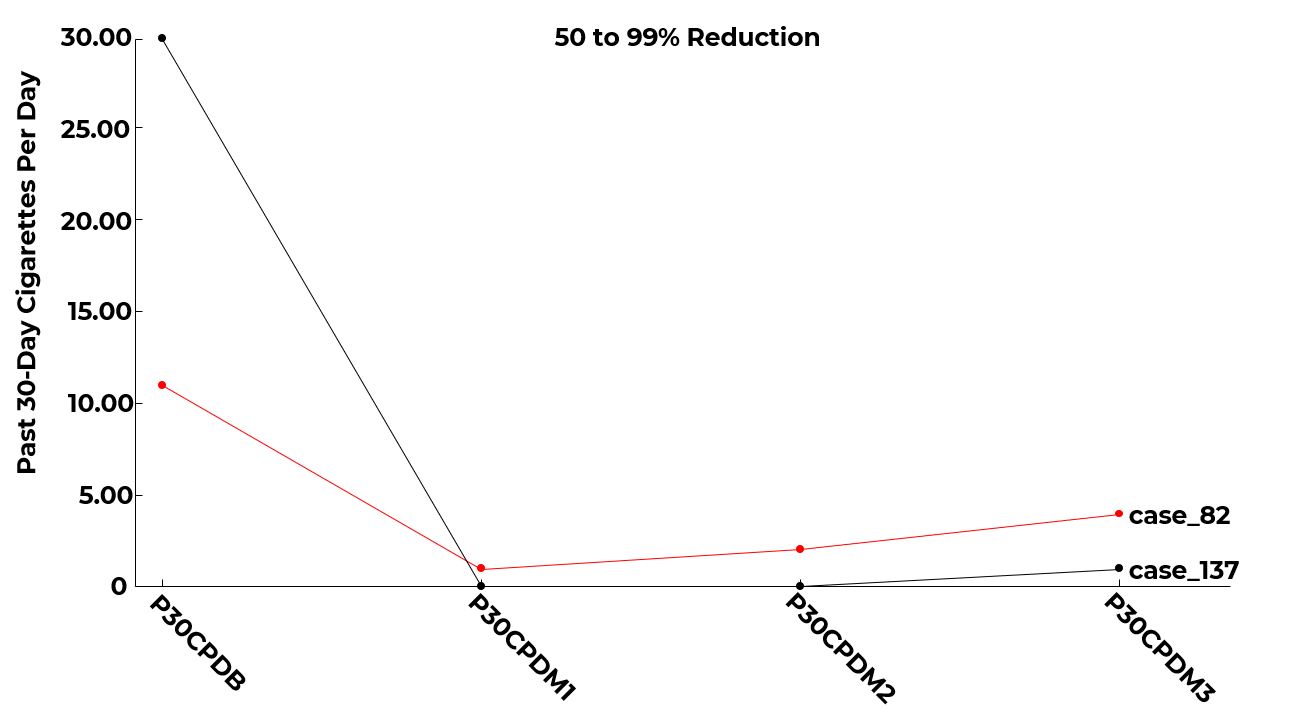 50 to 99% Reduction
Past 30-Day Cigarettes Per Day
30.00
25.00
20.00
15.00
10.00
5.00
0
case_82
case_137
P30CPDB
P30CPDM1
P30CPDM2
P30CPDM3